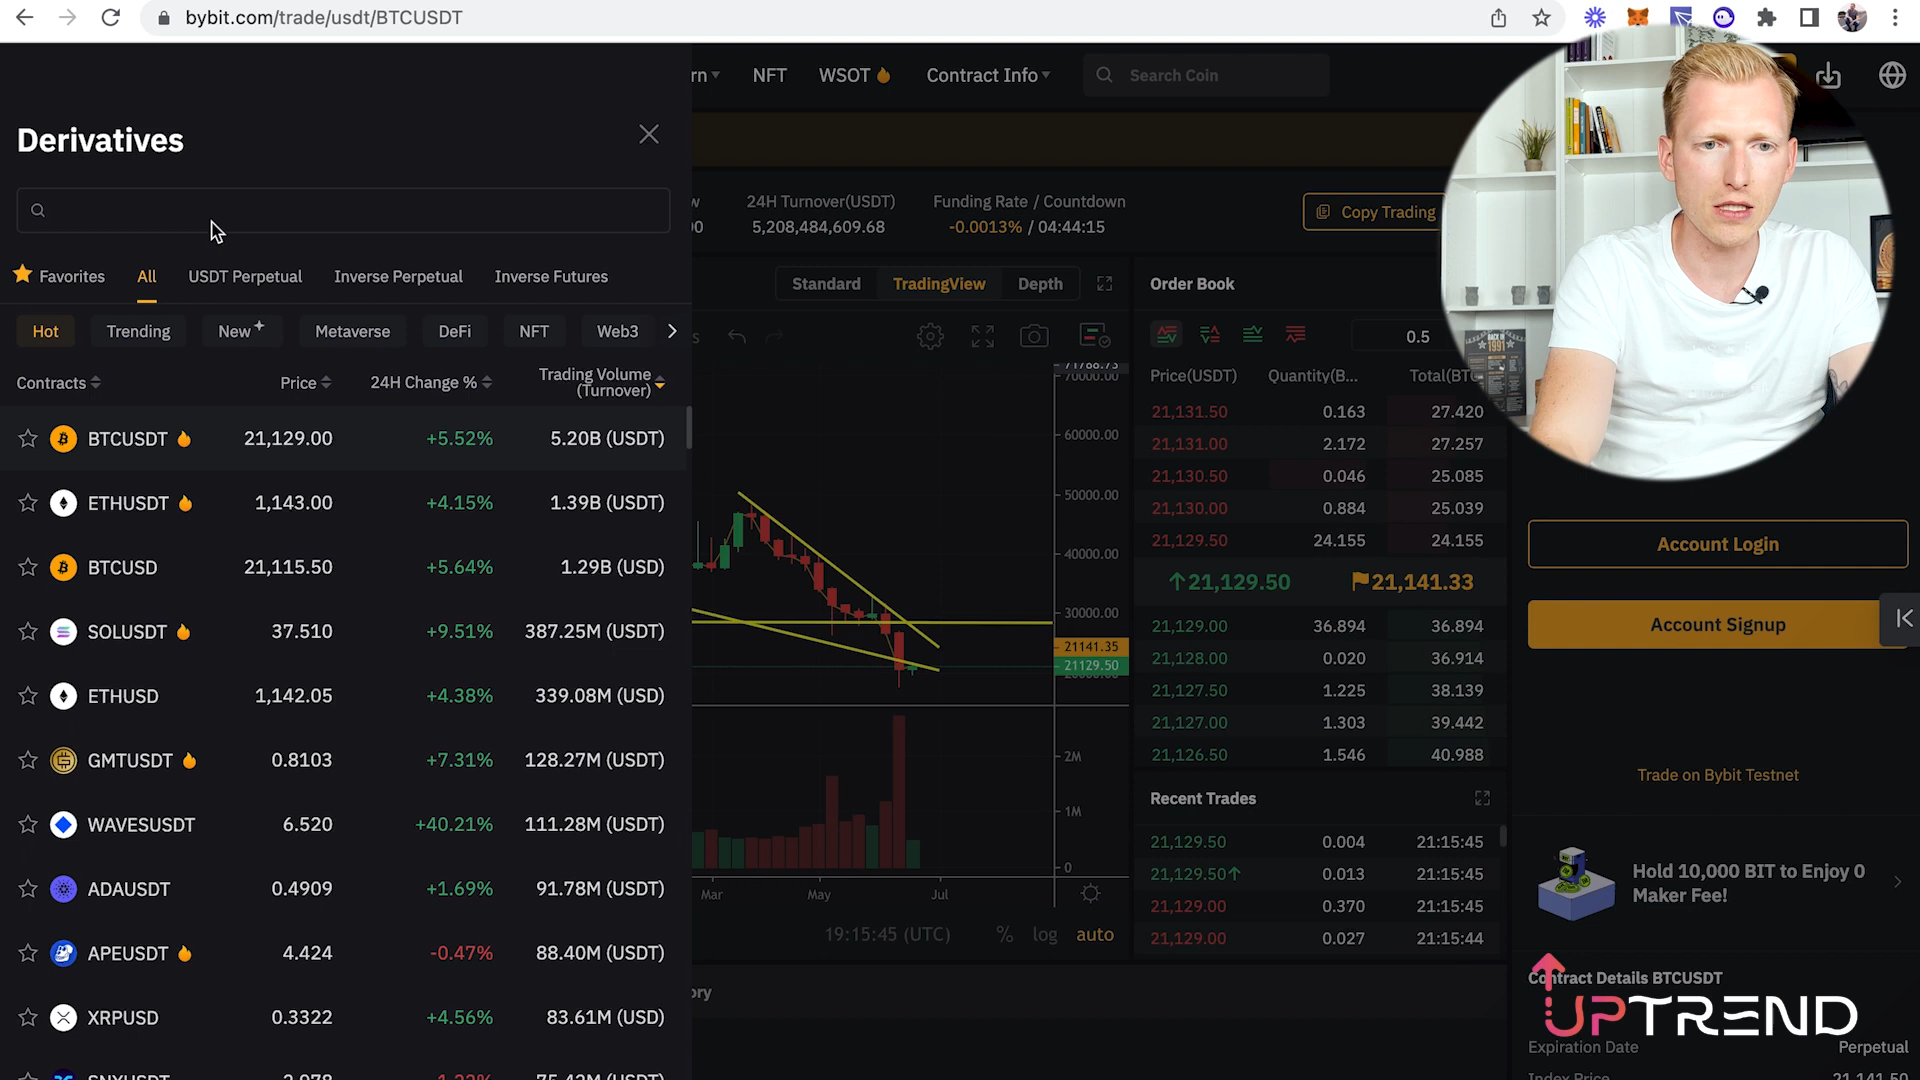 bybit.com/trade/usdt/BTCUSDT
rn NFT WSOT Contract Info Search Coin
Derivatives
24H Turnover(USDT) Funding Rate / Countdown
5,208,484,609.68 -0.0013% / 04:44:15
Copy Trading
Favorites All USDT Perpetual Inverse Perpetual Inverse Futures
Standard TradingView Depth
Order Book
Hot Trending New Metaverse DeFi NFT Web3
0.5
Contracts Price 24H Change % Trading Volume (Turnover)
Price(USDT) Quantity(B... Total(BTC
BTCUSDT 21,129.00 +5.52% 5.20B (USDT)
ETHUSDT 1,143.00 +4.15% 1.39B (USDT)
BTCUSD 21,115.50 +5.64% 1.29B (USD)
SOLUSDT 37.510 +9.51% 387.25M (USDT)
ETHUSD 1,142.05 +4.38% 339.08M (USD)
GMTUSDT 0.8103 +7.31% 128.27M (USDT)
WAVESUSDT 6.520 +40.21% 111.28M (USDT)
ADAUSDT 0.4909 +1.69% 91.78M (USDT)
APEUSDT 4.424 -0.47% 88.40M (USDT)
XRPUSD 0.3322 +4.56% 83.61M (USD)
70000.00
60000.00
50000.00
40000.00
30000.00
21141.35
21129.50
2M
1M
0
Mar May Jul
19:15:45 (UTC) % log auto
ory
21,131.50 0.163 27.420
21,131.00 2.172 27.257
21,130.50 0.046 25.085
21,130.00 0.884 25.039
21,129.50 24.155 24.155
21,129.50 21,141.33
21,129.00 36.894 36.894
21,128.00 0.020 36.914
21,127.50 1.225 38.139
21,127.00 1.303 39.442
21,126.50 1.546 40.988
Recent Trades
21,129.50 0.004 21:15:45
21,129.50 0.013 21:15:45
21,129.00 0.370 21:15:45
21,129.00 0.027 21:15:44
BACK IN
1991
Account Login
Account Signup
Trade on Bybit Testnet
Hold 10,000 BIT to Enjoy 0
Maker Fee!
Contract Details BTCUSDT
UPTREND
Expiration Date Perpetual
Index Price 21,141.50